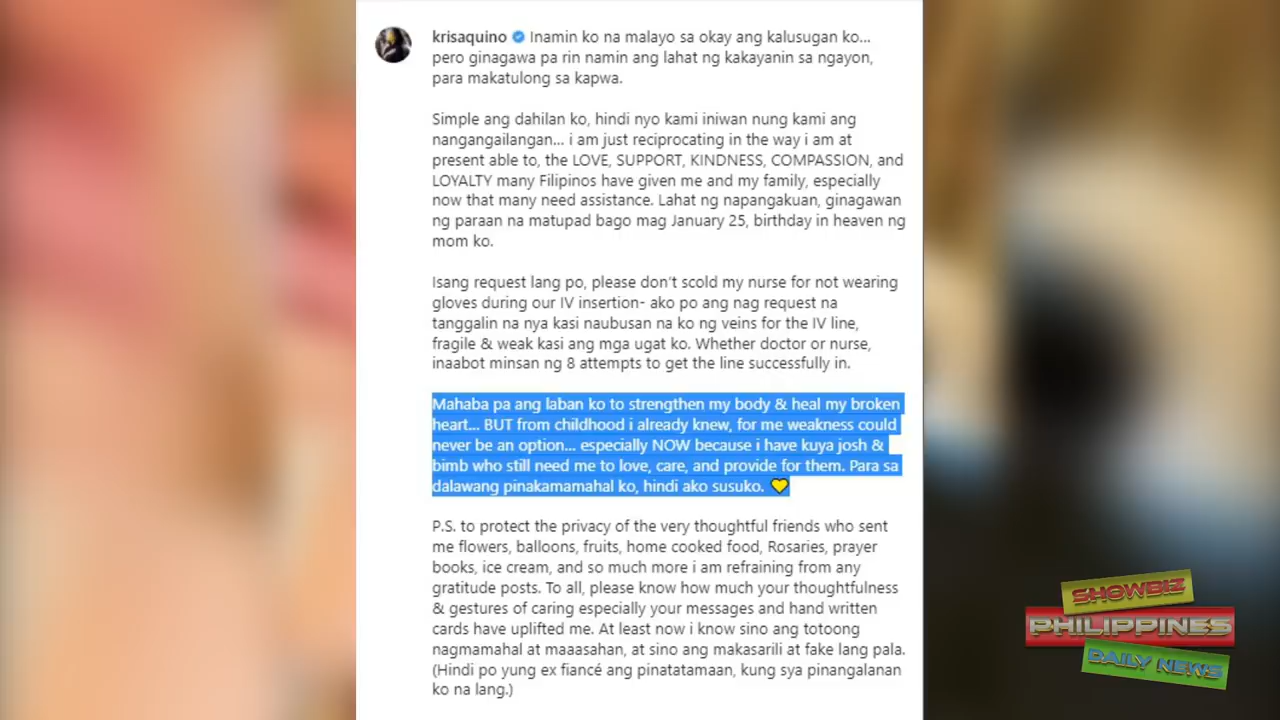 krisaquino Inamin ko na malayo sa okay ang kalusugan ko...
pero ginagawa pa rin namin ang lahat ng kakayanin sa ngayon,
para makatulong sa kapwa.
Simple ang dahilan ko, hindi nyo kami iniwan nung kami ang
nangangailangan... i am just reciprocating in the way i am at
present able to, the LOVE, SUPPORT, KINDNESS, COMPASSION, and
LOYALTY many Filipinos have given me and my family, especially
now that many need assistance. Lahat ng napangakuan, ginagawan
ng paraan na matupad bago mag January 25, birthday in heaven ng
mom ko.
Isang request lang po, please don't scold my nurse for not wearing
gloves during our IV insertion- ako po ang nag request na
tanggalin na nya kasi naubusan na ko ng veins for the IV line,
fragile & weak kasi ang mga ugat ko. Whether doctor or nurse,
inaabot minsan ng 8 attempts to get the line successfully in.
Mahaba pa ang laban ko to strengthen my body & heal my broken
heart... BUT from childhood i already knew, for me weakness could
never be an option... especially NOW because i have kuya josh &
bimb who still need me to love, care, and provide for them. Para sa
dalawang pinakamamahal ko, hindi ako susuko. 💛
P.S. to protect the privacy of the very thoughtful friends who sent
me flowers, balloons, fruits, home cooked food, Rosaries, prayer
books, ice cream, and so much more i am refraining from any
gratitude posts. To all, please know how much your thoughtfulness
& gestures of caring especially your messages and hand written
cards have uplifted me. At least now i know sino ang totoong
nagmamahal at maaasahan, at sino ang makasarili at fake lang pala.
(Hindi po yung ex fiancé ang pinatatamaan, kung sya pinangalanan
ko na lang.)
SHOWBIZ
PHILIPPINES
DAILY NEWS